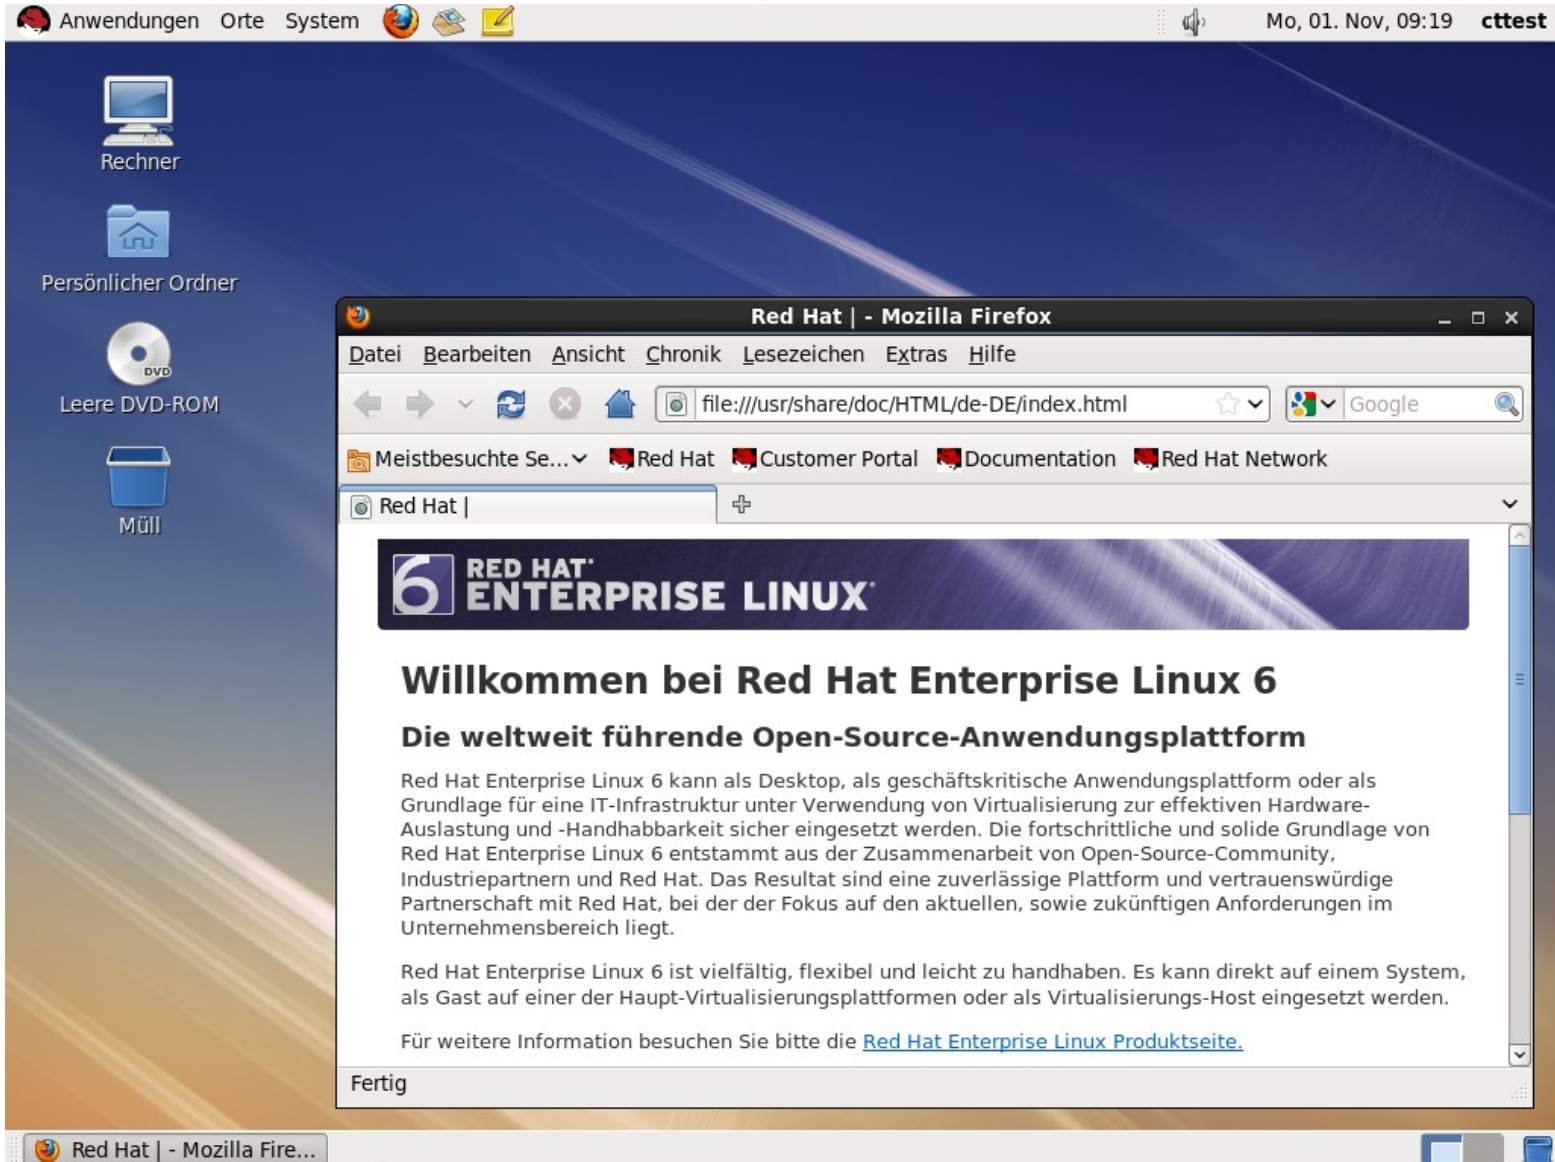 Anwendungen Orte System
Mo, 01. Nov, 09:19 cttest
Rechner
Persönlicher Ordner
DVD
Leere DVD-ROM
Müll
Red Hat | - Mozilla Firefox
Datei Bearbeiten Ansicht Chronik Lesezeichen Extras Hilfe
file:///usr/share/doc/HTML/de-DE/index.html
Google
Meistbesuchte Se... Red Hat Customer Portal Documentation Red Hat Network
Red Hat |
6 RED HAT®
ENTERPRISE LINUX®
Willkommen bei Red Hat Enterprise Linux 6
Die weltweit führende Open-Source-Anwendungsplattform
Red Hat Enterprise Linux 6 kann als Desktop, als geschäftskritische Anwendungsplattform oder als
Grundlage für eine IT-Infrastruktur unter Verwendung von Virtualisierung zur effektiven Hardware-
Auslastung und -Handhabbarkeit sicher eingesetzt werden. Die fortschrittliche und solide Grundlage von
Red Hat Enterprise Linux 6 entstammt aus der Zusammenarbeit von Open-Source-Community,
Industriepartnern und Red Hat. Das Resultat sind eine zuverlässige Plattform und vertrauenswürdige
Partnerschaft mit Red Hat, bei der der Fokus auf den aktuellen, sowie zukünftigen Anforderungen im
Unternehmensbereich liegt.
Red Hat Enterprise Linux 6 ist vielfältig, flexibel und leicht zu handhaben. Es kann direkt auf einem System,
als Gast auf einer der Haupt-Virtualisierungsplattformen oder als Virtualisierungs-Host eingesetzt werden.
Für weitere Information besuchen Sie bitte die Red Hat Enterprise Linux Produktseite.
Fertig
Red Hat | - Mozilla Fire...